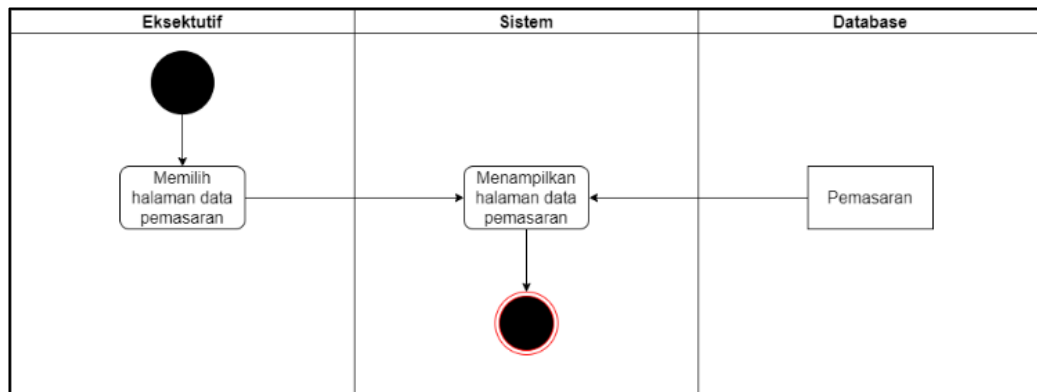 Eksektutif
Sistem
Database
Memilih
halaman data
pemasaran
Menampilkan
halaman data
pemasaran
Pemasaran